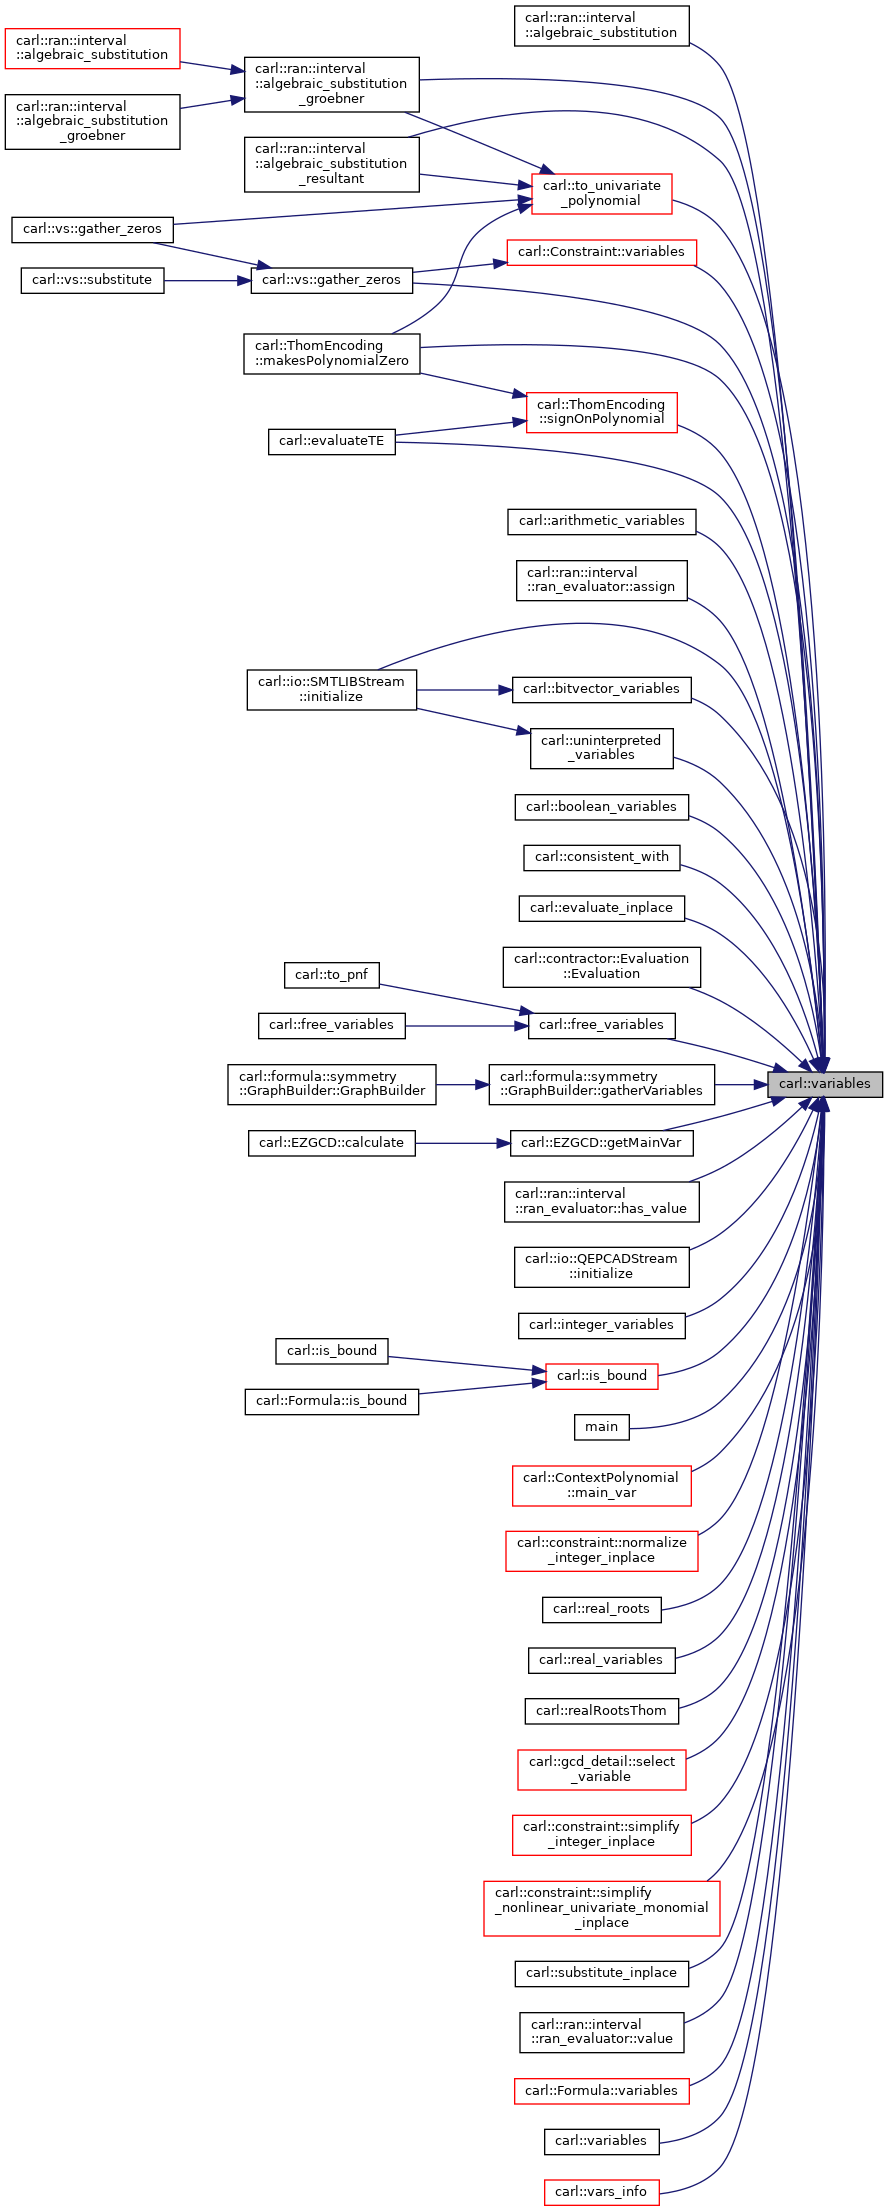 carl::ran::interval
::algebraic_substitution
carl::ran::interval
::algebraic_substitution
carl::ran::interval
::algebraic_substitution
_groebner
carl::ran::interval
::algebraic_substitution
_groebner
carl::ran::interval
::algebraic_substitution
_resultant
carl::to_univariate
_polynomial
carl::vs::gather_zeros
carl::Constraint::variables
carl::vs::substitute
carl::vs::gather_zeros
carl::ThomEncoding
::makesPolynomialZero
carl::ThomEncoding
::signOnPolynomial
carl::evaluateTE
carl::arithmetic_variables
carl::ran::interval
::ran_evaluator::assign
carl::io::SMTLIBStream
::initialize
carl::bitvector_variables
carl::uninterpreted
_variables
carl::boolean_variables
carl::consistent_with
carl::evaluate_inplace
carl::contractor::Evaluation
::Evaluation
carl::to_pnf
carl::free_variables
carl::free_variables
carl::variables
carl::formula::symmetry
::GraphBuilder::GraphBuilder
carl::formula::symmetry
::GraphBuilder::gatherVariables
carl::EZGCD::calculate
carl::EZGCD::getMainVar
carl::ran::interval
::ran_evaluator::has_value
carl::io::QEPCADStream
::initialize
carl::integer_variables
carl::is_bound
carl::is_bound
carl::Formula::is_bound
main
carl::ContextPolynomial
::main_var
carl::constraint::normalize
_integer_inplace
carl::real_roots
carl::real_variables
carl::realRootsThom
carl::gcd_detail::select
_variable
carl::constraint::simplify
_integer_inplace
carl::constraint::simplify
_nonlinear_univariate_monomial
_inplace
carl::substitute_inplace
carl::ran::interval
::ran_evaluator::value
carl::Formula::variables
carl::variables
carl::vars_info